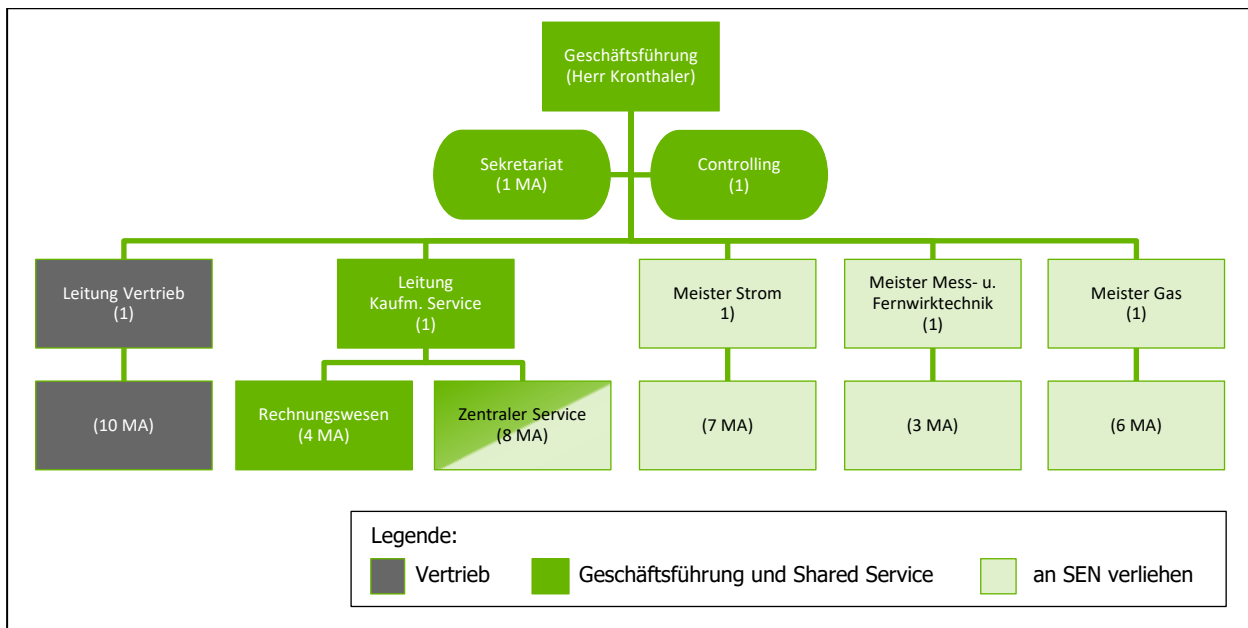 Geschäftsführung
(Herr Kronthaler)
Sekretariat
(1 MA)
Controlling
(1)
Leitung Vertrieb
(1)
Leitung
Kaufm. Service
(1)
Meister Strom
1)
Meister Mess- u.
Fernwirktechnik
(1)
Meister Gas
(1)
(10 MA)
Rechnungswesen
(4 MA)
Zentraler Service
(8 MA)
(7 MA)
(3 MA)
(6 MA)
Legende:
Vertrieb
Geschäftsführung und Shared Service
an SEN verliehen